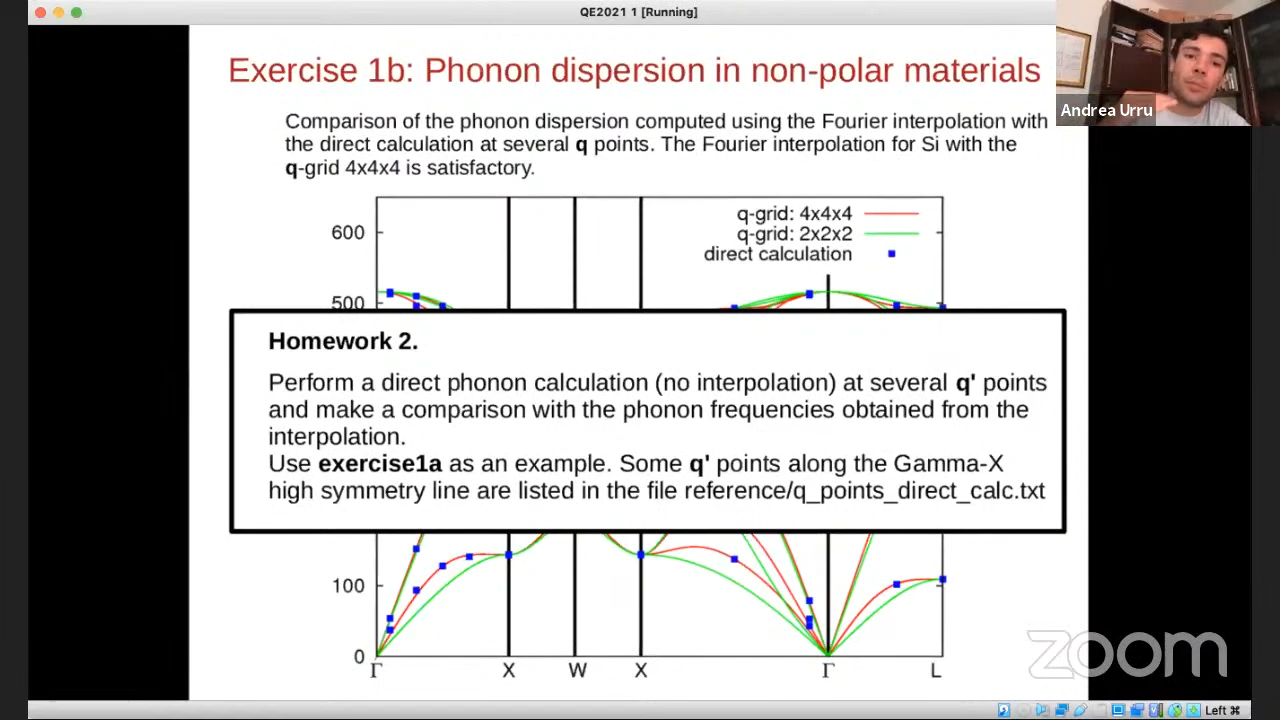 QE2021 1 [Running]
Exercise 1b: Phonon dispersion in non-polar materials
Andrea Urru
Comparison of the phonon dispersion computed using the Fourier interpolation with
the direct calculation at several q points. The Fourier interpolation for Si with the
q-grid 4x4x4 is satisfactory.
q-grid: 4x4x4
600
q-grid: 2x2x2
direct calculation
500
Homework 2.
Perform a direct phonon calculation (no interpolation) at several q' points
and make a comparison with the phonon frequencies obtained from the
interpolation.
Use exercise1a as an example. Some q' points along the Gamma-X
high symmetry line are listed in the file reference/q_points_direct_calc.txt
100
0
Γ X W X Γ L
zoom
Left ⌘